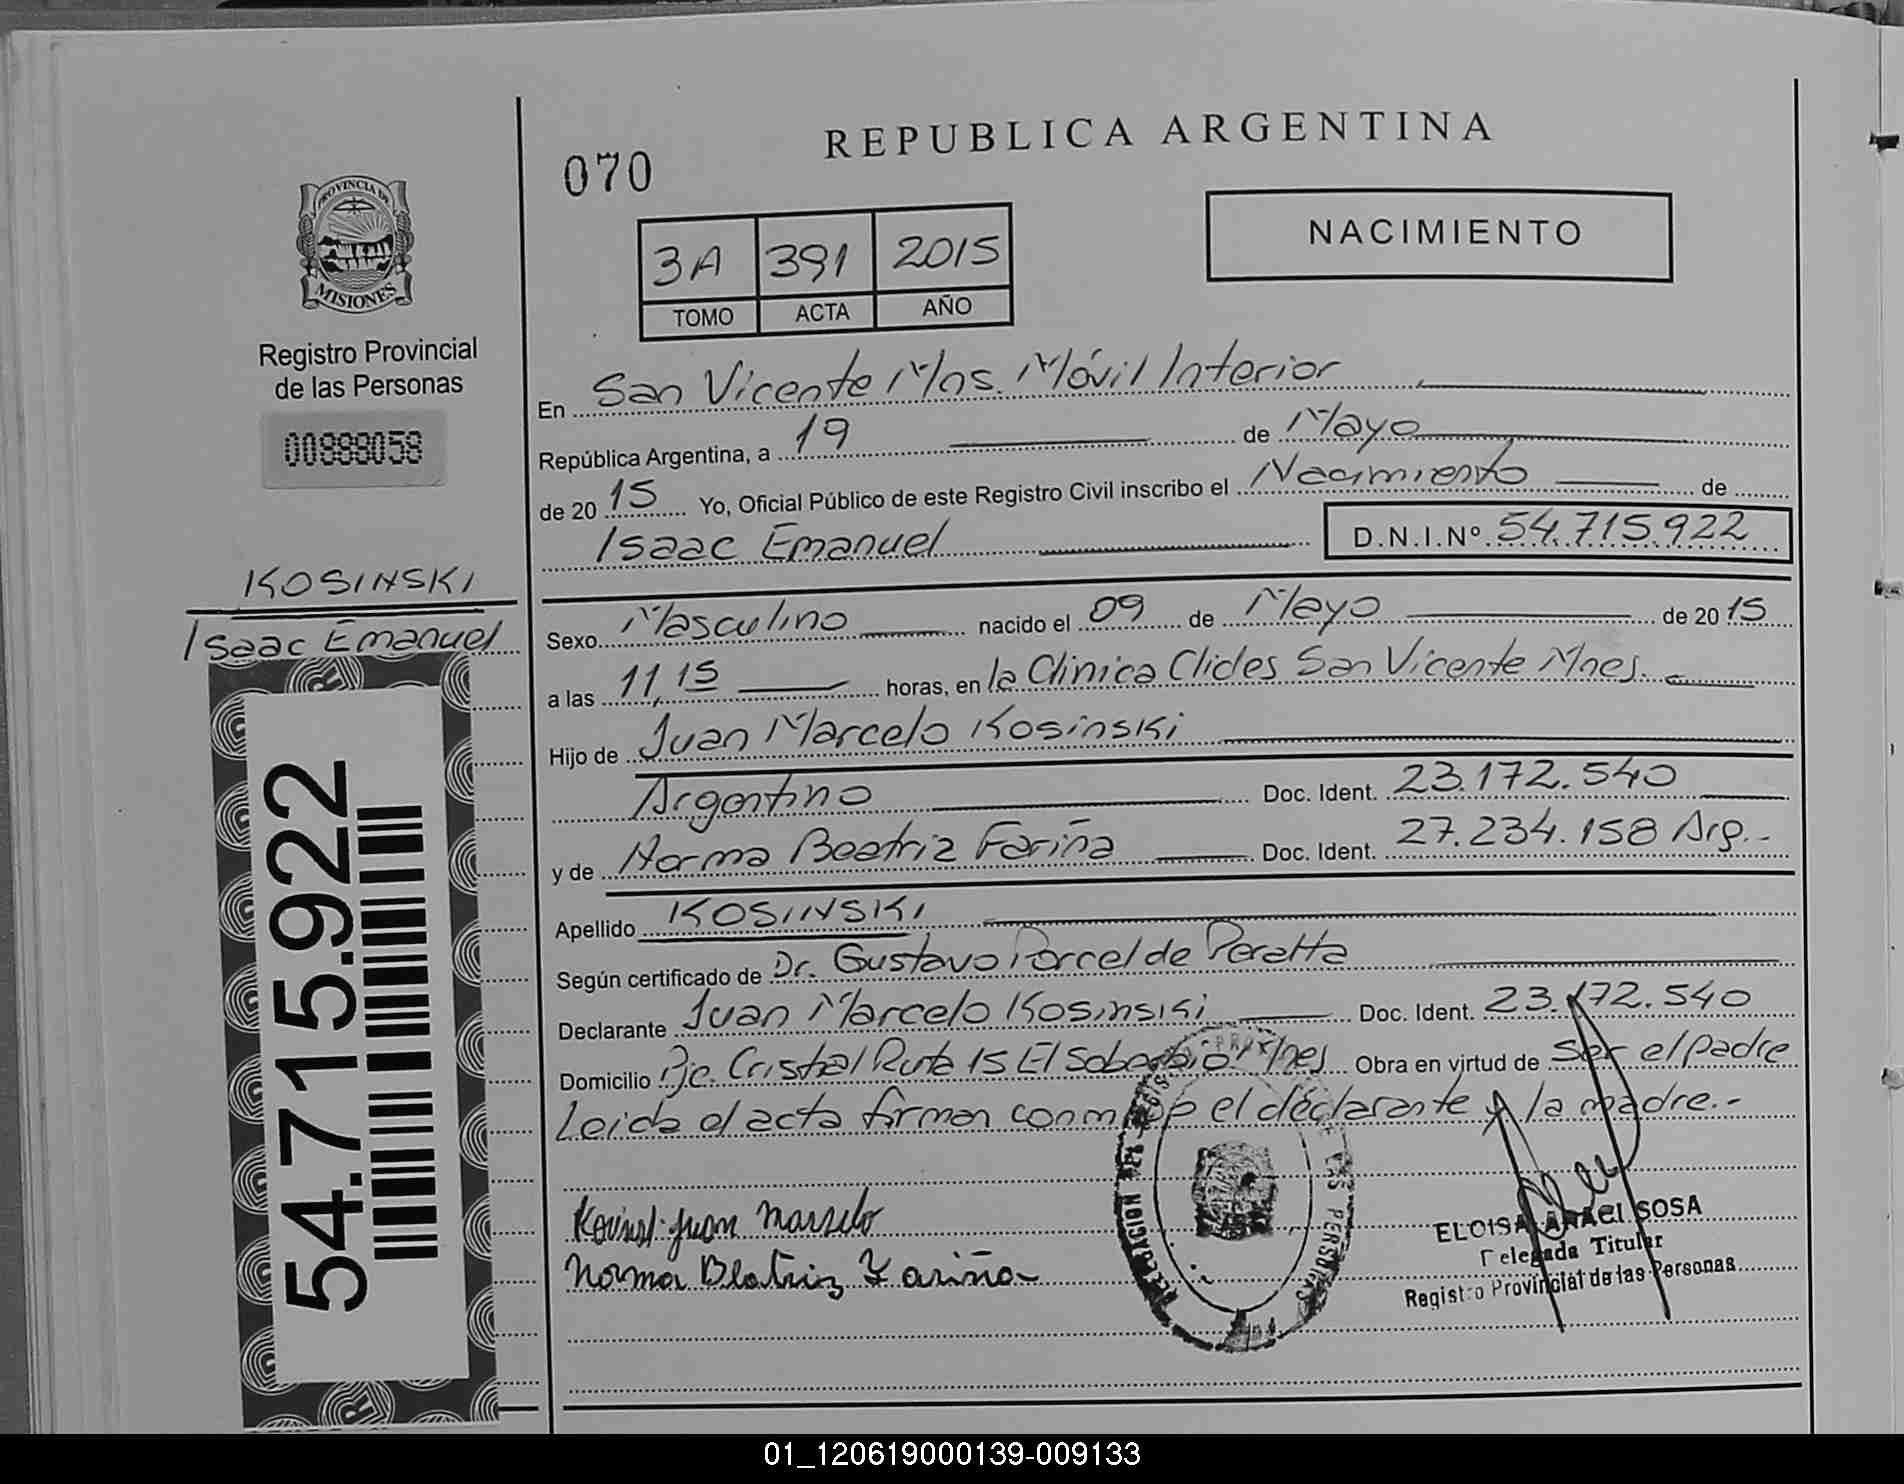 REPUBLICA ARGENTINA
070
NACIMIENTO
3A 391 2015
TOMO ACTA AÑO
PROVINCIA DE
MISIONES
Registro Provincial
de las Personas
00888058
KOSINSKI
Isaac Emanuel
54.715.922
En San Vicente Mns. Móvil Interior
República Argentina, a 19 de Mayo
de 20 15 Yo, Oficial Público de este Registro Civil inscribo el Nacimiento de
Isaac Emanuel D.N.I.Nº 54.715.922
Sexo Masculino nacido el 09 de Mayo de 20 15
a las 11,15 horas, en la Clinica Clides San Vicente Mnes.
Hijo de Juan Marcelo Kosinski
Argentino Doc. Ident. 23.172.540
y de Norma Beatriz Fariña Doc. Ident. 27.234.158 Arg.-
Apellido KOSINSKI
Según certificado de Dr. Gustavo Porcel de Peralta
Declarante Juan Marcelo Kosinski Doc. Ident. 23.172.540
Domicilio Pje. Cristal Ruta 15 El Soberbio Mnes Obra en virtud de ser el padre
Leida el acta firman conmigo el declarante y la madre.-
Juan Marcelo
Norma Beatriz Fariña
DELEGACION DE LAS PERSONAS
ELOISA ANACI SOSA
Delegada Titular
Registro Provincial de las Personas
01_120619000139-009133